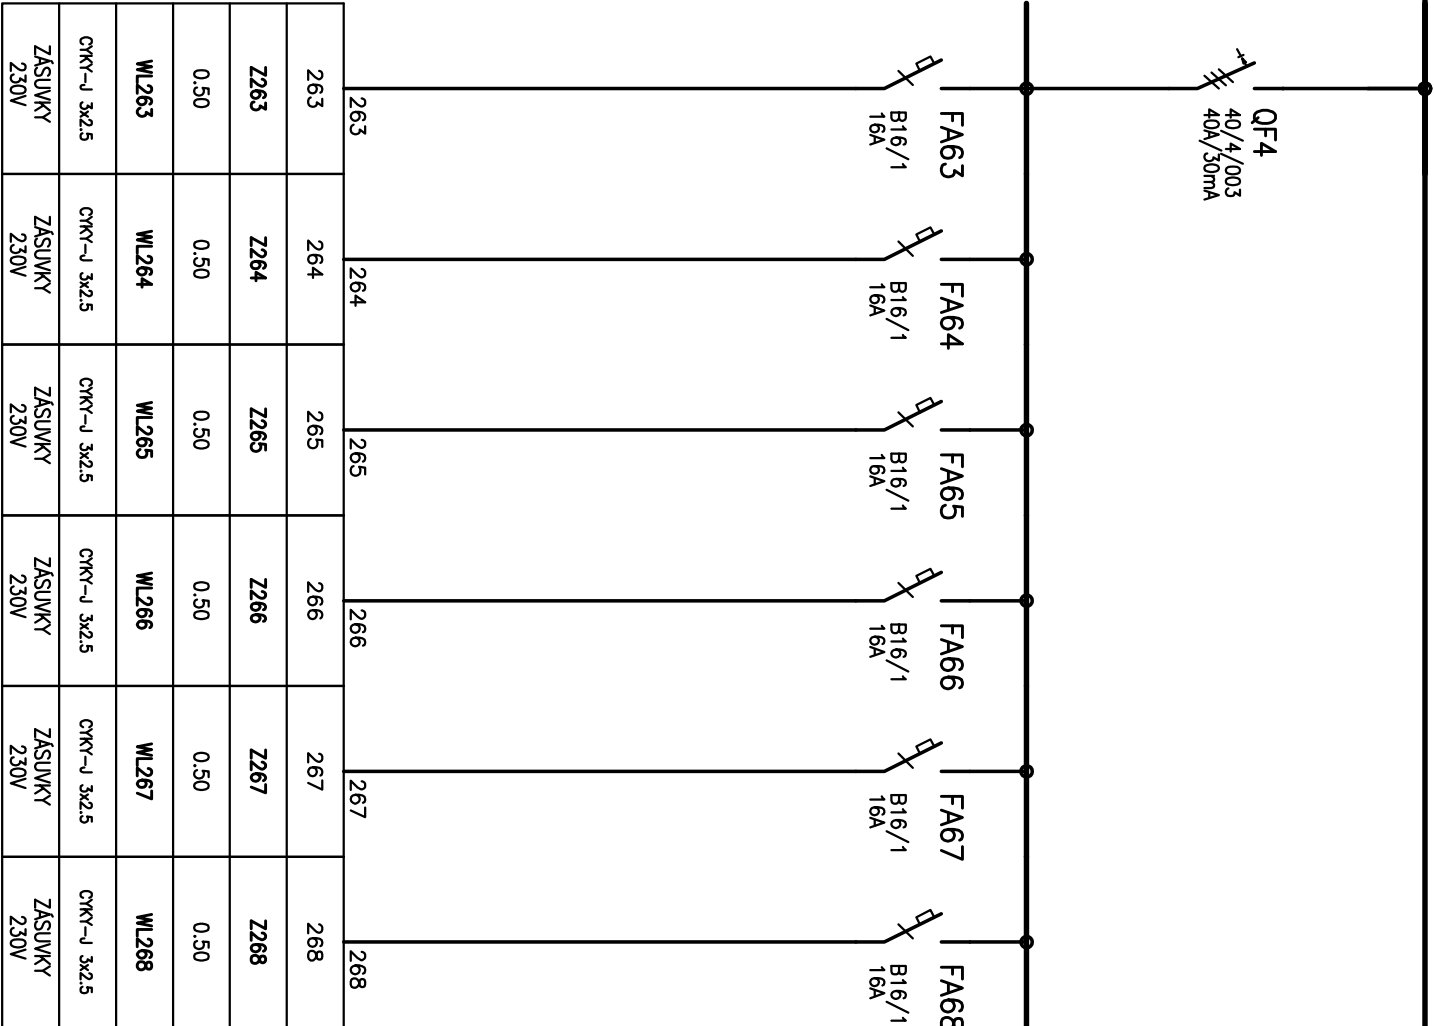 QF4
40/4/003
40A/30mA
FA63
B16/1
16A
FA64
B16/1
16A
FA65
B16/1
16A
FA66
B16/1
16A
FA67
B16/1
16A
FA68
B16/1
16A
263
264
265
266
267
268
263
264
265
266
267
268
Z263
Z264
Z265
Z266
Z267
Z268
0.50
0.50
0.50
0.50
0.50
0.50
WL263
WL264
WL265
WL266
WL267
WL268
CYKY-J 3x2.5
CYKY-J 3x2.5
CYKY-J 3x2.5
CYKY-J 3x2.5
CYKY-J 3x2.5
CYKY-J 3x2.5
ZÁSUVKY
230V
ZÁSUVKY
230V
ZÁSUVKY
230V
ZÁSUVKY
230V
ZÁSUVKY
230V
ZÁSUVKY
230V